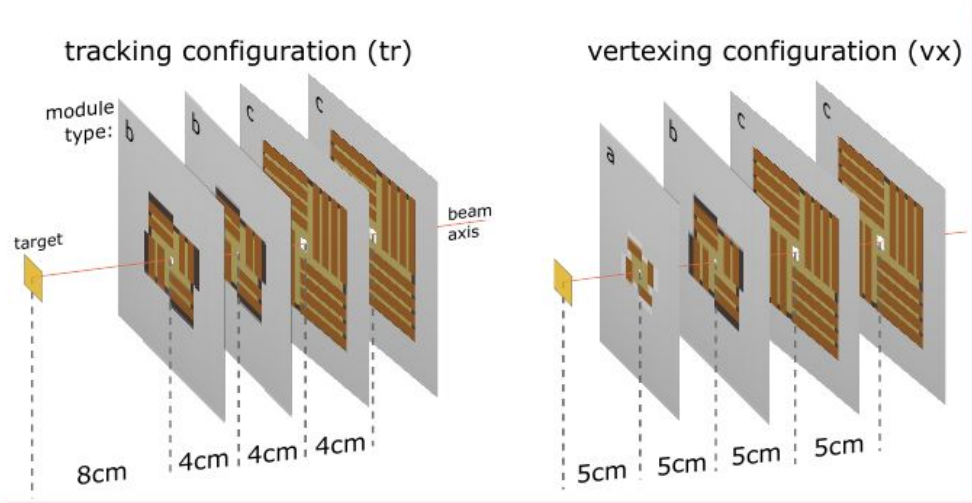 tracking configuration (tr)
module
type:
b
b
c
c
target
beam
axis
8cm
4cm
4cm
4cm
vertexing configuration (vx)
a
b
c
c
5cm
5cm
5cm
5cm